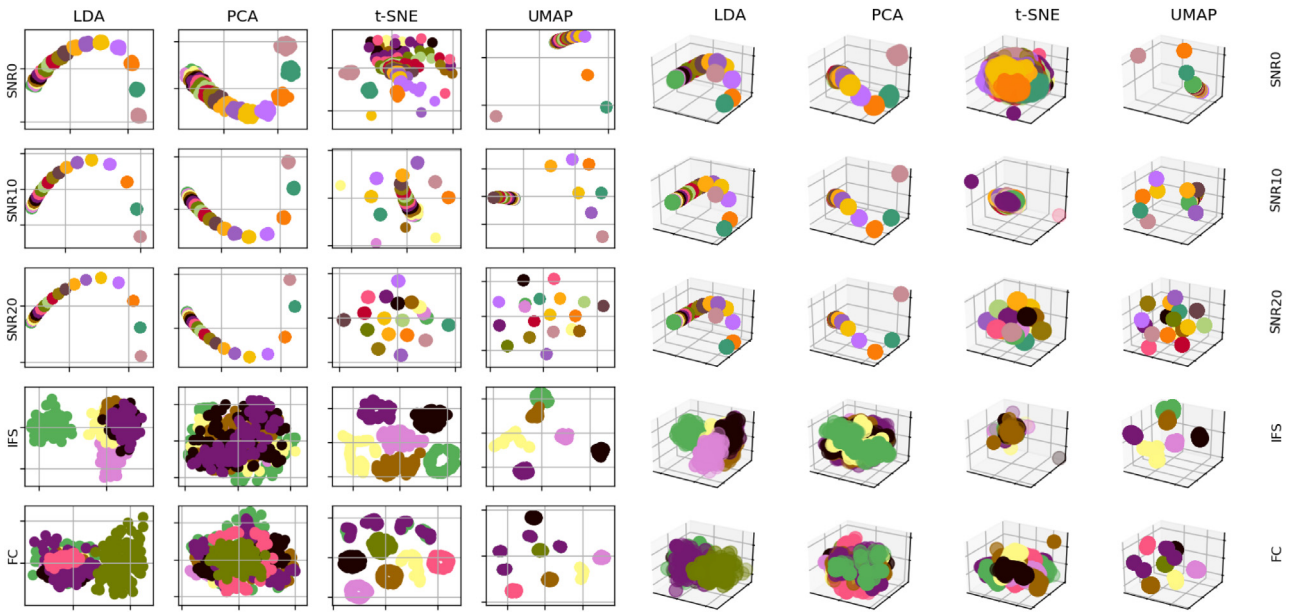 LDA PCA t-SNE UMAP LDA PCA t-SNE UMAP
SNR0 SNR0
SNR10 SNR10
SNR20 SNR20
IFS IFS
FC FC